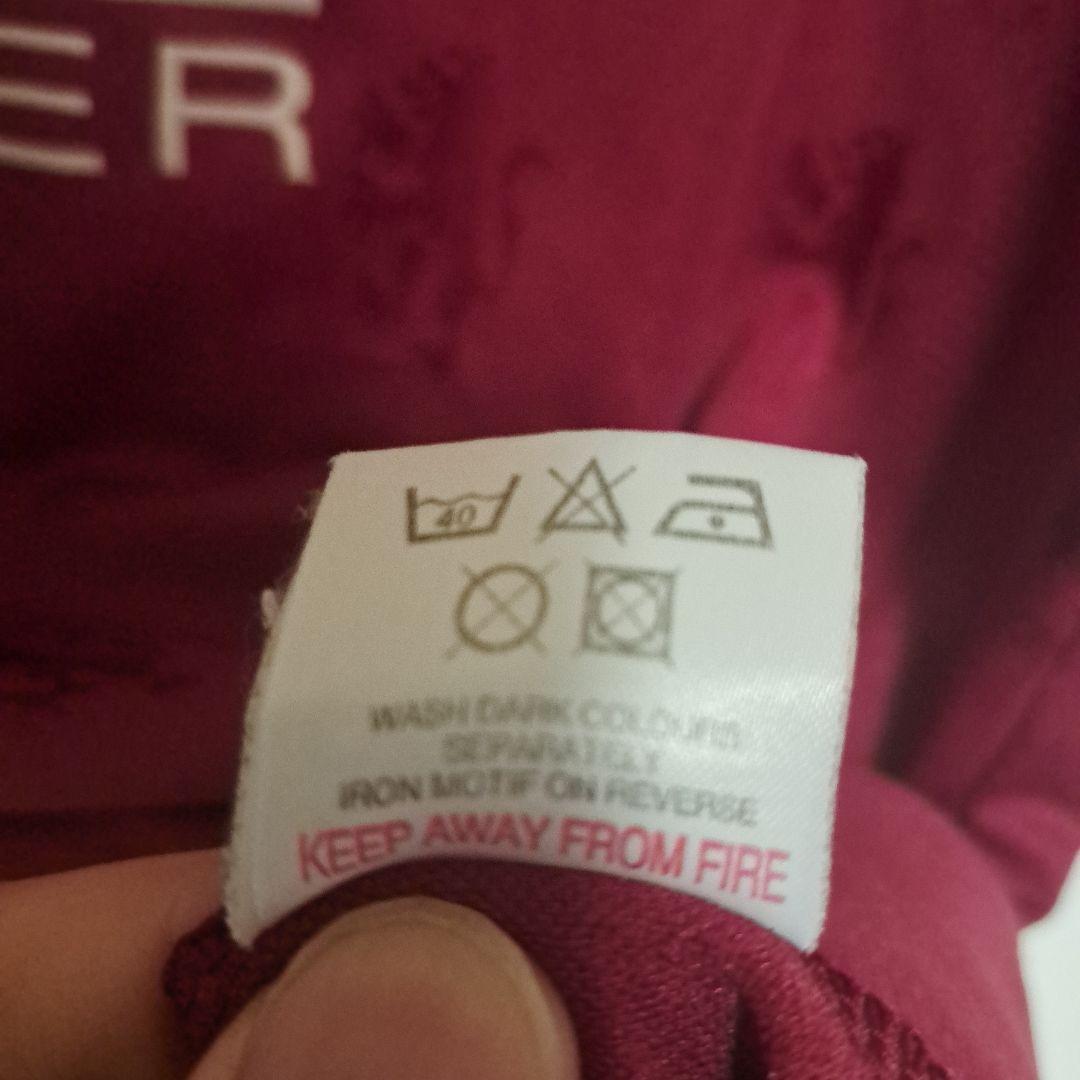 ER
40
WASH DARK COLOURS
SEPARATELY
IRON MOTIF ON REVERSE
KEEP AWAY FROM FIRE